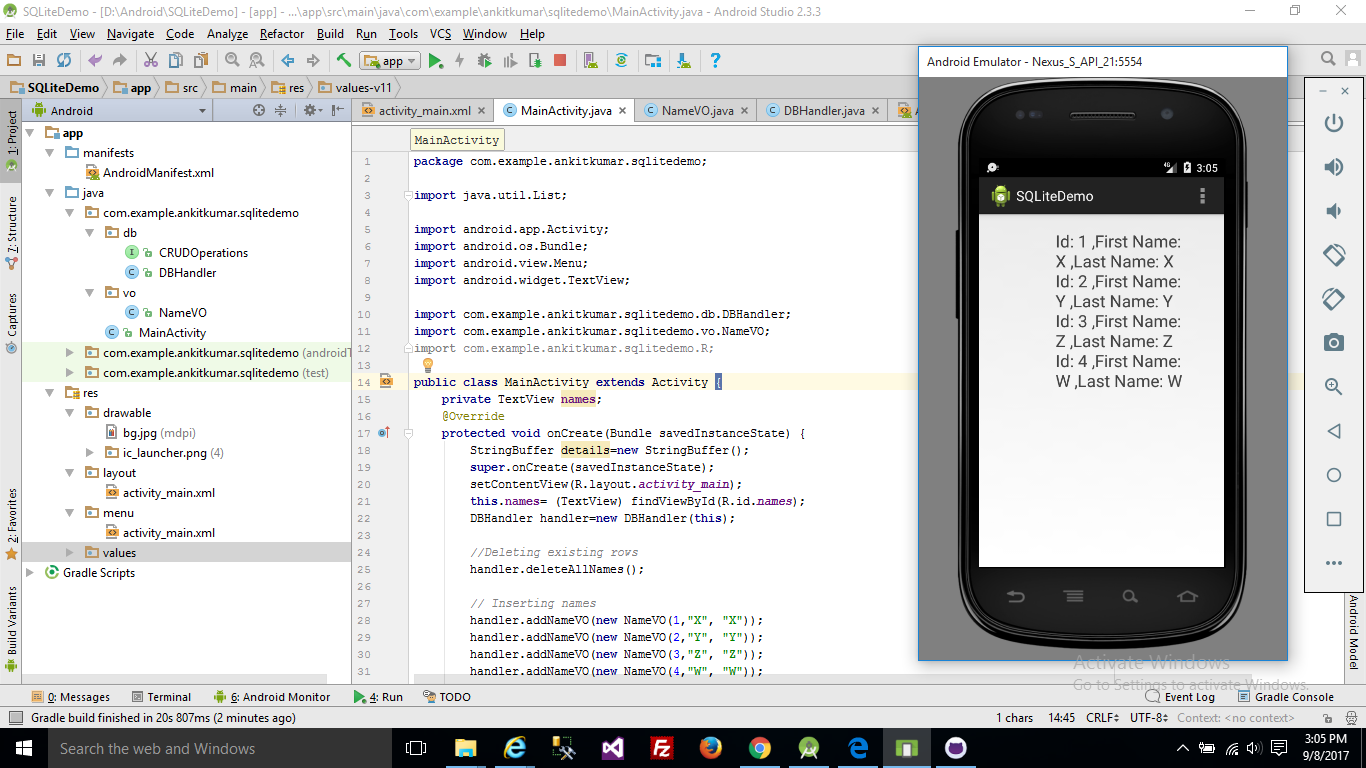 SQLiteDemo - [D:\Android\SQLiteDemo] - [app] - ...\app\src\main\java\com\example\ankitkumar\sqlitedemo\MainActivity.java - Android Studio 2.3.3
File Edit View Navigate Code Analyze Refactor Build Run Tools VCS Window Help
app
SQLiteDemo app src main res values-v11
Android
activity_main.xml MainActivity.java NameVO.java DBHandler.java
1: Project
7: Structure
Captures
2: Favorites
Build Variants
app
manifests
AndroidManifest.xml
java
com.example.ankitkumar.sqlitedemo
db
CRUDOperations
DBHandler
vo
NameVO
MainActivity
com.example.ankitkumar.sqlitedemo (androidT
com.example.ankitkumar.sqlitedemo (test)
res
drawable
bg.jpg (mdpi)
ic_launcher.png (4)
layout
activity_main.xml
menu
activity_main.xml
values
Gradle Scripts
MainActivity
1 package com.example.ankitkumar.sqlitedemo;
2
3 import java.util.List;
4
5 import android.app.Activity;
6 import android.os.Bundle;
7 import android.view.Menu;
8 import android.widget.TextView;
9
10 import com.example.ankitkumar.sqlitedemo.db.DBHandler;
11 import com.example.ankitkumar.sqlitedemo.vo.NameVO;
12 import com.example.ankitkumar.sqlitedemo.R;
13
14 public class MainActivity extends Activity {
15 private TextView names;
16 @Override
17 protected void onCreate(Bundle savedInstanceState) {
18 StringBuffer details=new StringBuffer();
19 super.onCreate(savedInstanceState);
20 setContentView(R.layout.activity_main);
21 this.names= (TextView) findViewById(R.id.names);
22 DBHandler handler=new DBHandler(this);
23
24 //Deleting existing rows
25 handler.deleteAllNames();
26
27 // Inserting names
28 handler.addNameVO(new NameVO(1,"X", "X"));
29 handler.addNameVO(new NameVO(2,"Y", "Y"));
30 handler.addNameVO(new NameVO(3,"Z", "Z"));
31 handler.addNameVO(new NameVO(4,"W", "W"));
Android Emulator - Nexus_S_API_21:5554
4G 3:05
SQLiteDemo
Id: 1 ,First Name:
X ,Last Name: X
Id: 2 ,First Name:
Y ,Last Name: Y
Id: 3 ,First Name:
Z ,Last Name: Z
Id: 4 ,First Name:
W ,Last Name: W
Android Model
Activate Windows
Go to Settings to activate Windows.
0: Messages Terminal 6: Android Monitor 4: Run TODO Event Log Gradle Console
Gradle build finished in 20s 807ms (2 minutes ago) 1 chars 14:45 CRLF UTF-8 Context: <no context>
Search the web and Windows
3:05 PM
9/8/2017